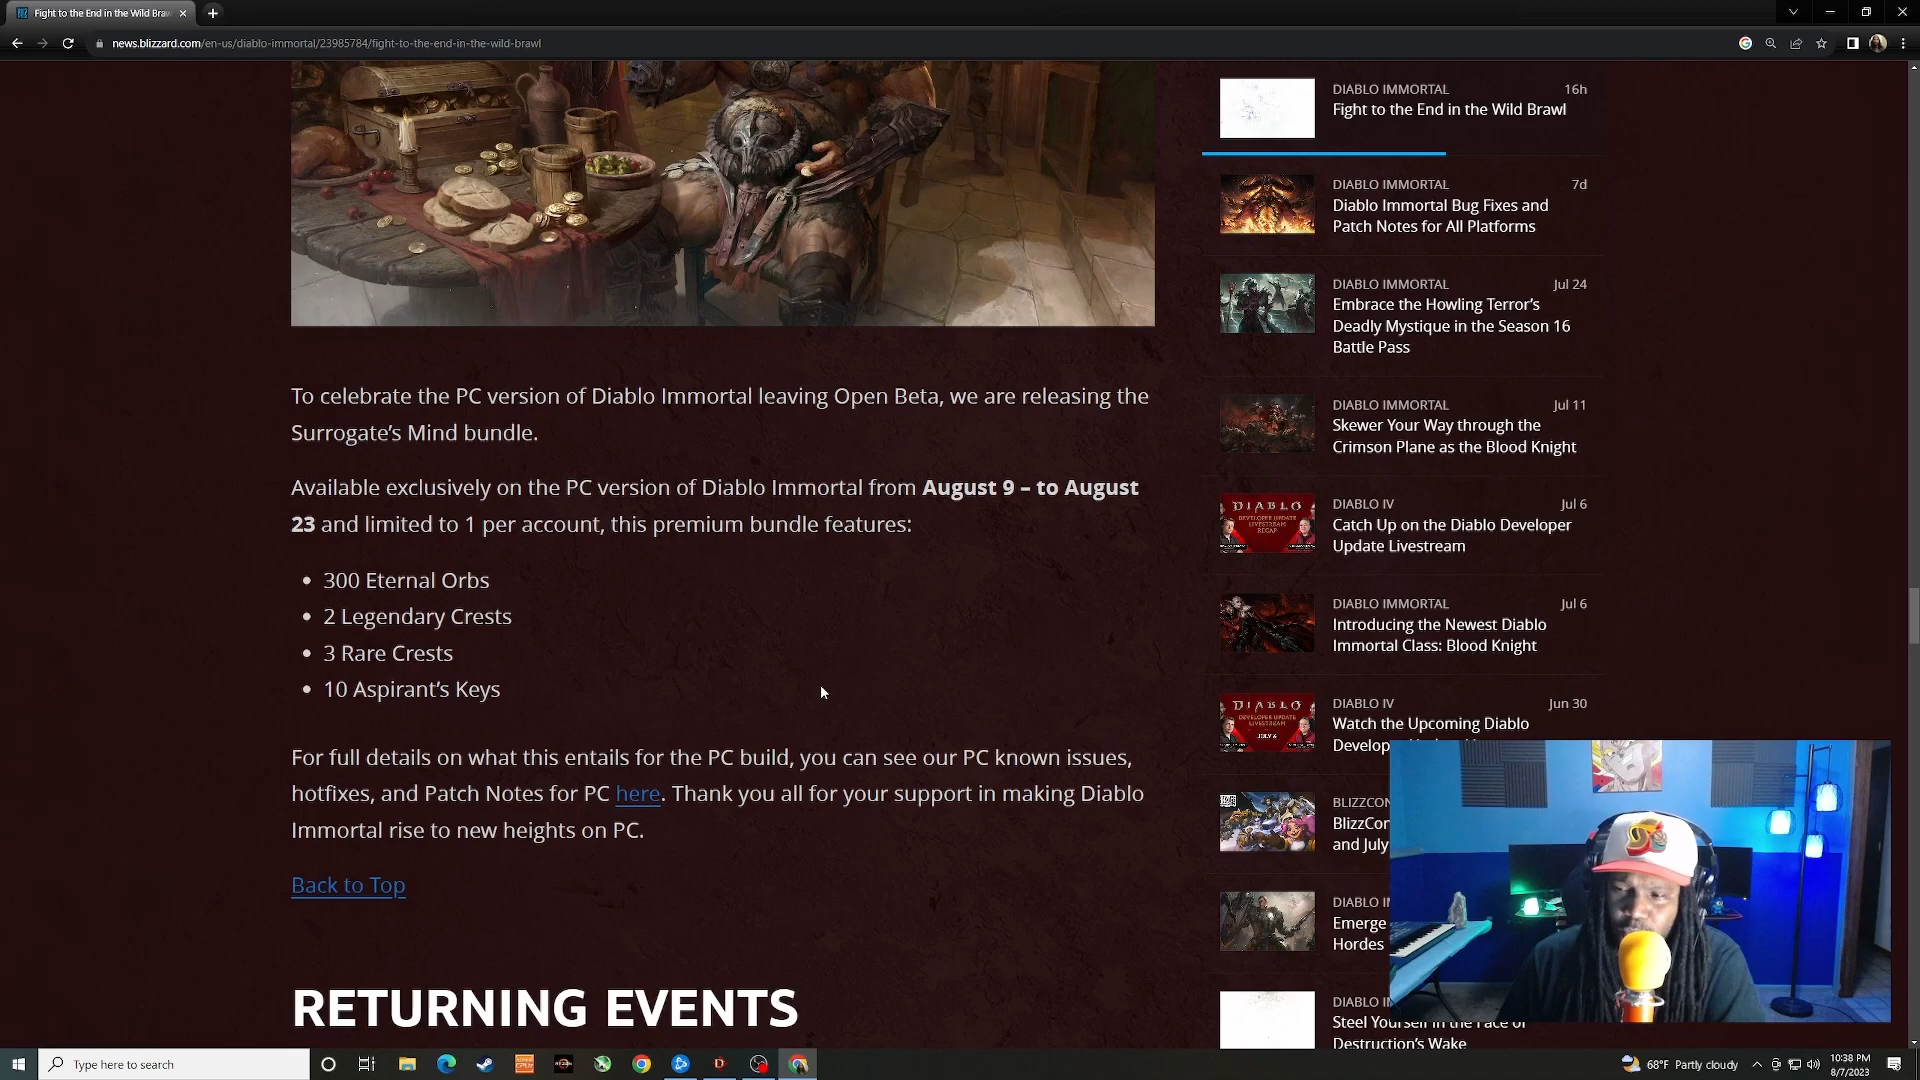 Fight to the End in the Wild Braw
news.blizzard.com/en-us/diablo-immortal/23985784/fight-to-the-end-in-the-wild-brawl
To celebrate the PC version of Diablo Immortal leaving Open Beta, we are releasing the
Surrogate's Mind bundle.
Available exclusively on the PC version of Diablo Immortal from August 9 – to August
23 and limited to 1 per account, this premium bundle features:
• 300 Eternal Orbs
• 2 Legendary Crests
• 3 Rare Crests
• 10 Aspirant's Keys
For full details on what this entails for the PC build, you can see our PC known issues,
hotfixes, and Patch Notes for PC here. Thank you all for your support in making Diablo
Immortal rise to new heights on PC.
Back to Top
RETURNING EVENTS
DIABLO IMMORTAL 16h
Fight to the End in the Wild Brawl
DIABLO IMMORTAL 7d
Diablo Immortal Bug Fixes and
Patch Notes for All Platforms
DIABLO IMMORTAL Jul 24
Embrace the Howling Terror's
Deadly Mystique in the Season 16
Battle Pass
DIABLO IMMORTAL Jul 11
Skewer Your Way through the
Crimson Plane as the Blood Knight
DIABLO
DEVELOPER UPDATE
LIVESTREAM
RECAP
DIABLO IV Jul 6
Catch Up on the Diablo Developer
Update Livestream
DIABLO IMMORTAL Jul 6
Introducing the Newest Diablo
Immortal Class: Blood Knight
DIABLO
DEVELOPER UPDATE
LIVESTREAM
JULY 6
DIABLO IV Jun 30
Watch the Upcoming Diablo
Develop
BLIZZCON
BlizzCon
and July
DIABLO I
Emerge
Hordes
DIABLO I
Steel Yourself in the Face of
Destruction's Wake
Type here to search
68°F Partly cloudy
10:38 PM
8/7/2023